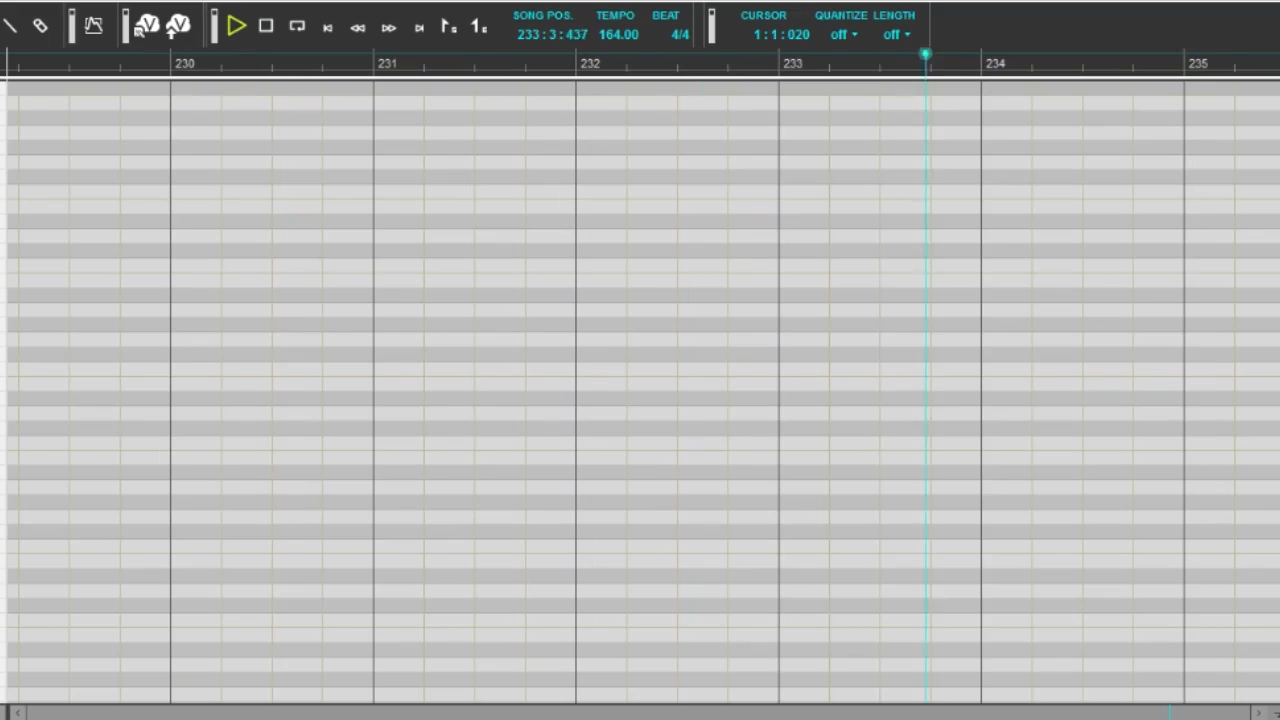 SONG POS. TEMPO BEAT CURSOR QUANTIZE LENGTH
233:3:437 164.00 4/4 1:1:020 off off
230 231 232 233 234 235